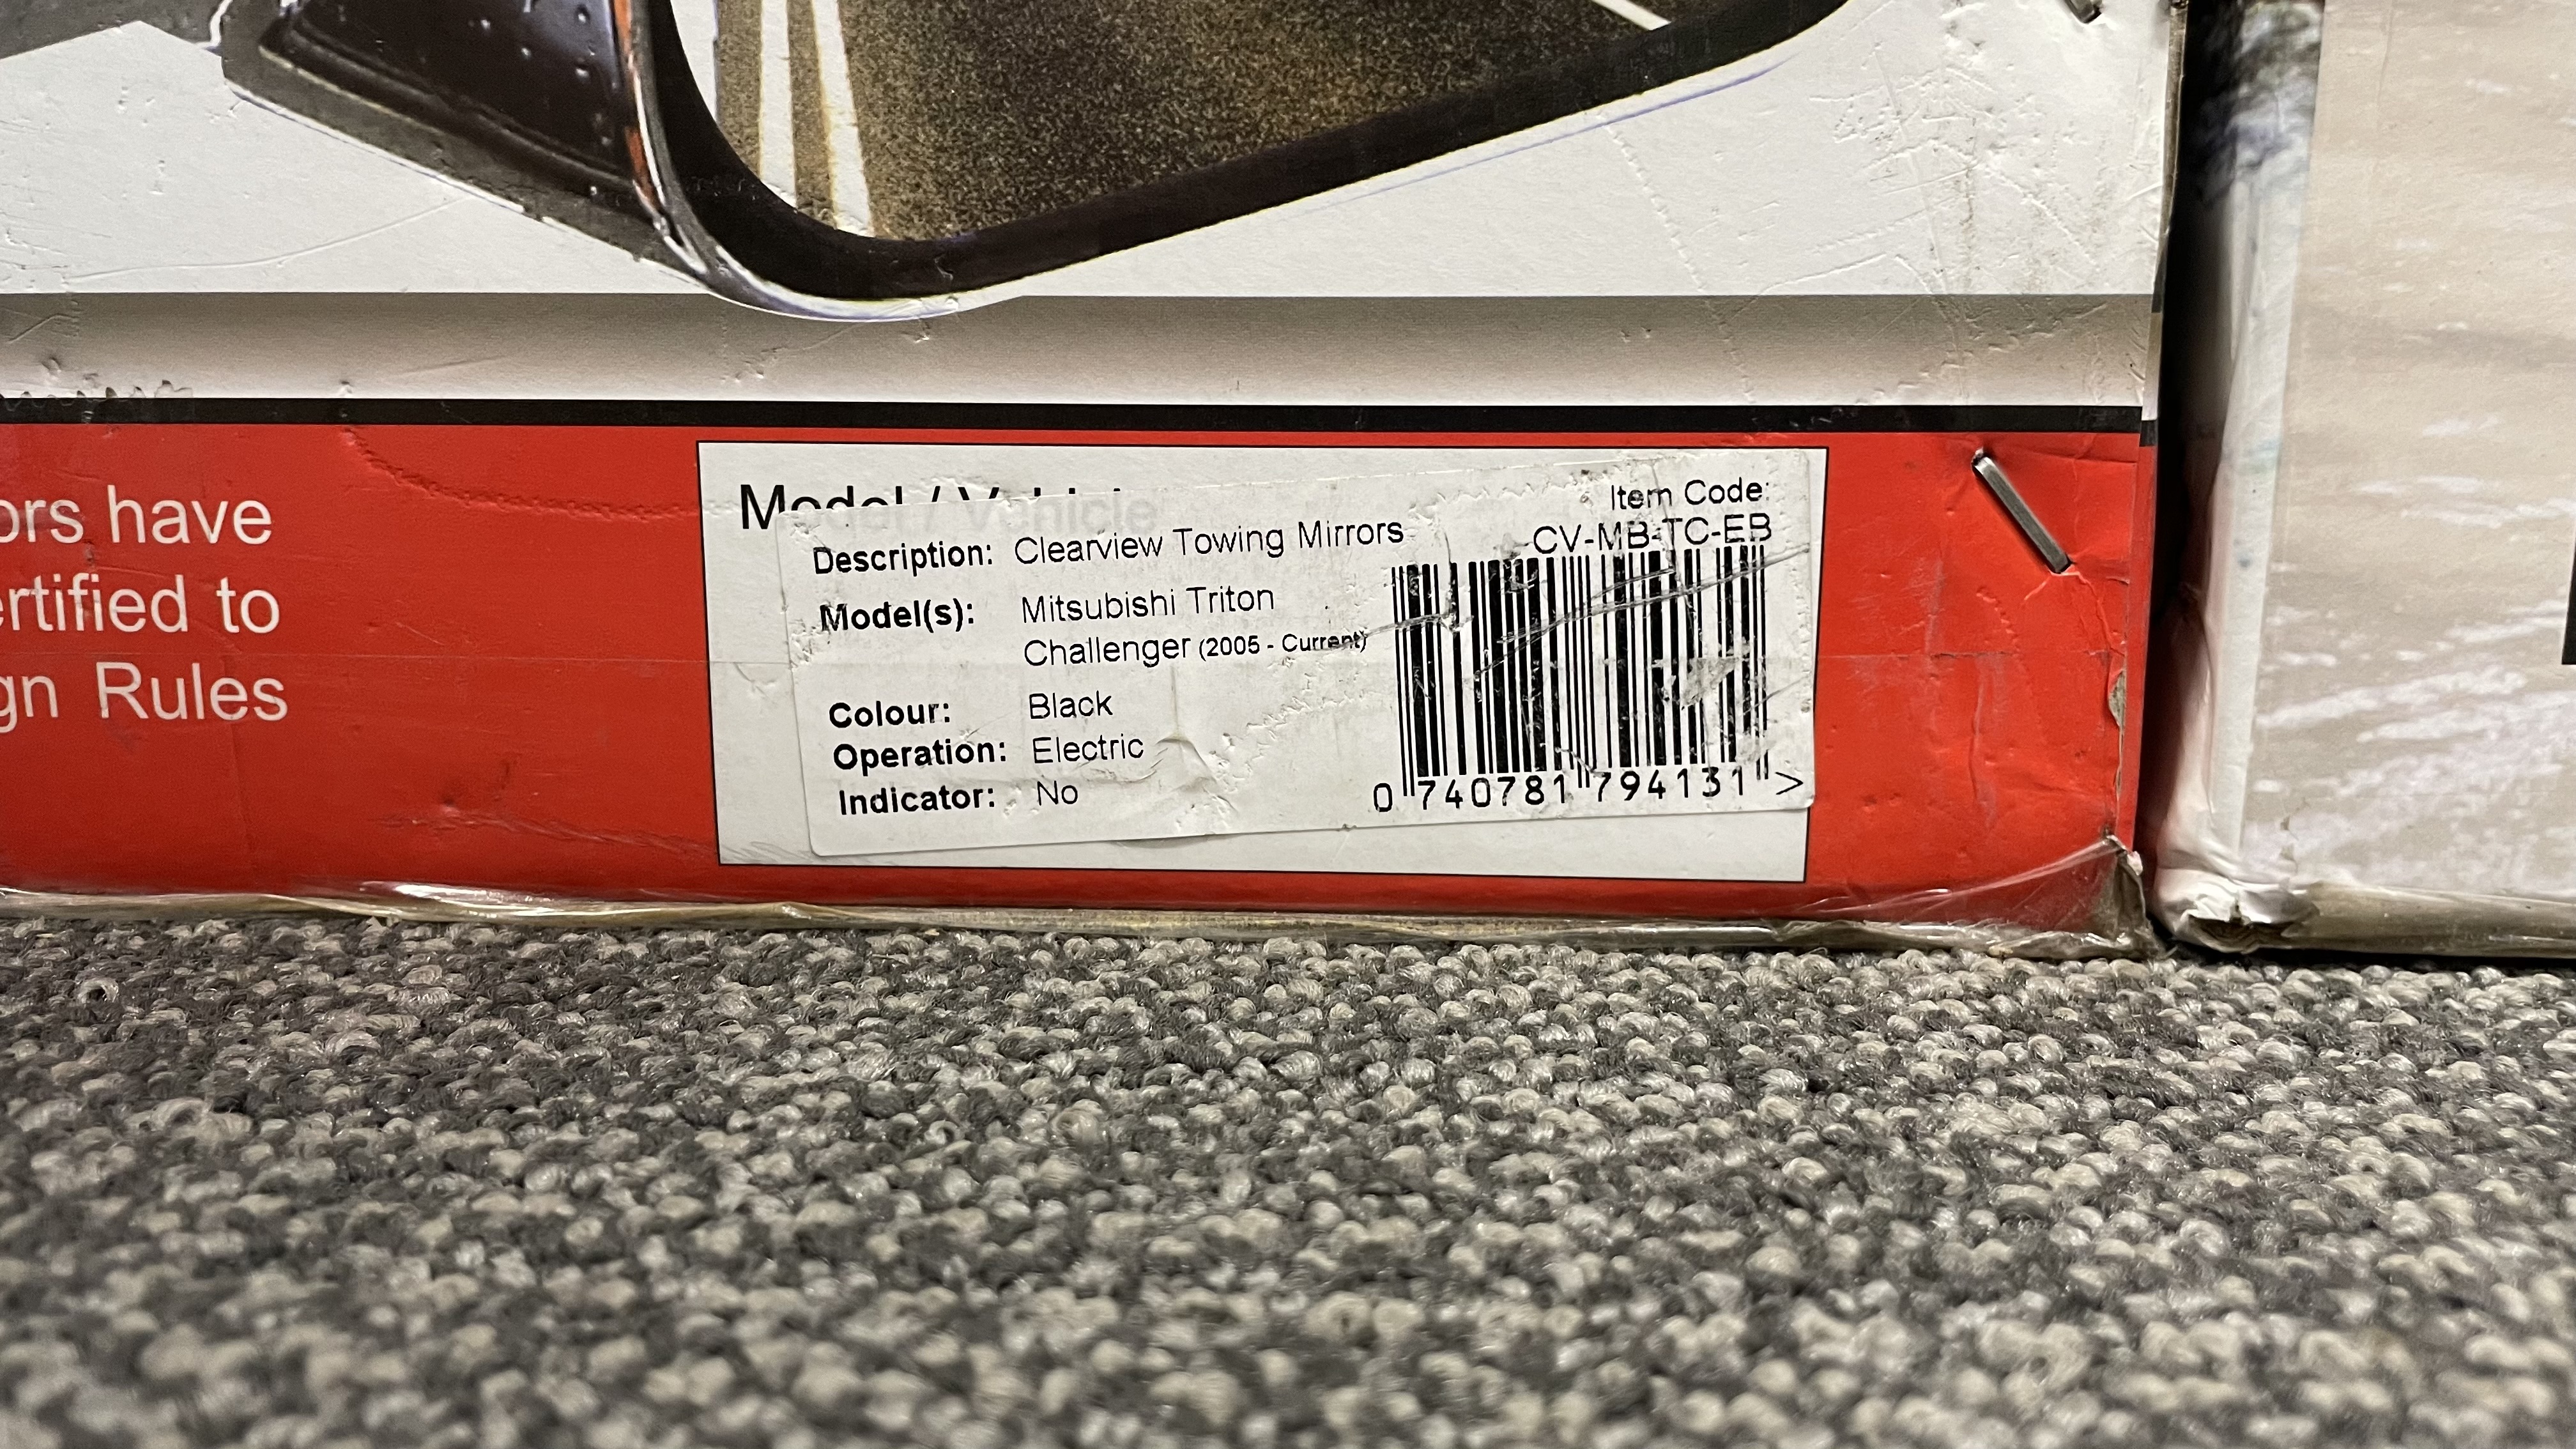 ors have
ertified to
gn Rules
Model / Vehicle
Description: Clearview Towing Mirrors
Model(s): Mitsubishi Triton
Challenger (2005 - Current)
Colour: Black
Operation: Electric
Indicator: No
Item Code:
CV-MB-TC-EB
0 740781 794131 >